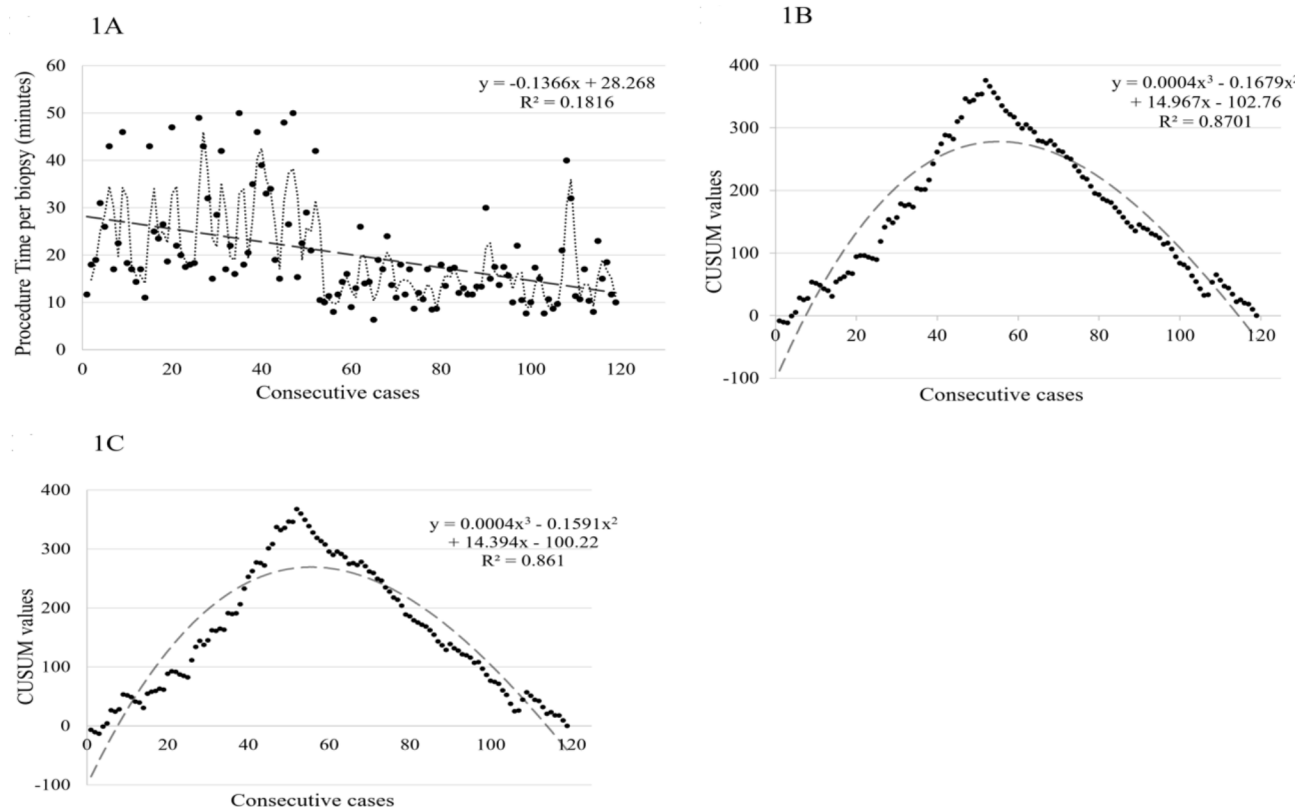 1A
Procedure Time per biopsy (minutes)
60
50
40
30
20
10
0
y = -0.1366x + 28.268
R² = 0.1816
0 20 40 60 80 100 120
Consecutive cases
1B
CUSUM values
400
300
200
100
0
-100
y = 0.0004x³ - 0.1679x²
+ 14.967x - 102.76
R² = 0.8701
0 20 40 60 80 100 120
Consecutive cases
1C
CUSUM values
400
300
200
100
0
-100
y = 0.0004x³ - 0.1591x²
+ 14.394x - 100.22
R² = 0.861
0 20 40 60 80 100 120
Consecutive cases